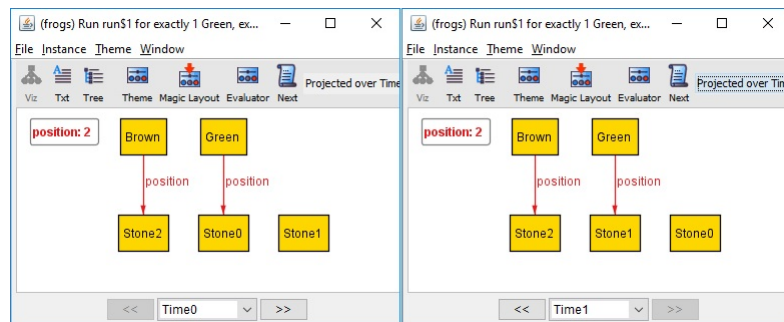 (frogs) Run run$1 for exactly 1 Green, ex...
File Instance Theme Window
Viz Txt Tree Theme Magic Layout Evaluator Next Projected over Time
position: 2
Brown Green
position position
Stone2 Stone0 Stone1
<< Time0 >>
(frogs) Run run$1 for exactly 1 Green, ex...
File Instance Theme Window
Viz Txt Tree Theme Magic Layout Evaluator Next Projected over Tim
position: 2
Brown Green
position position
Stone2 Stone1 Stone0
<< Time1 >>